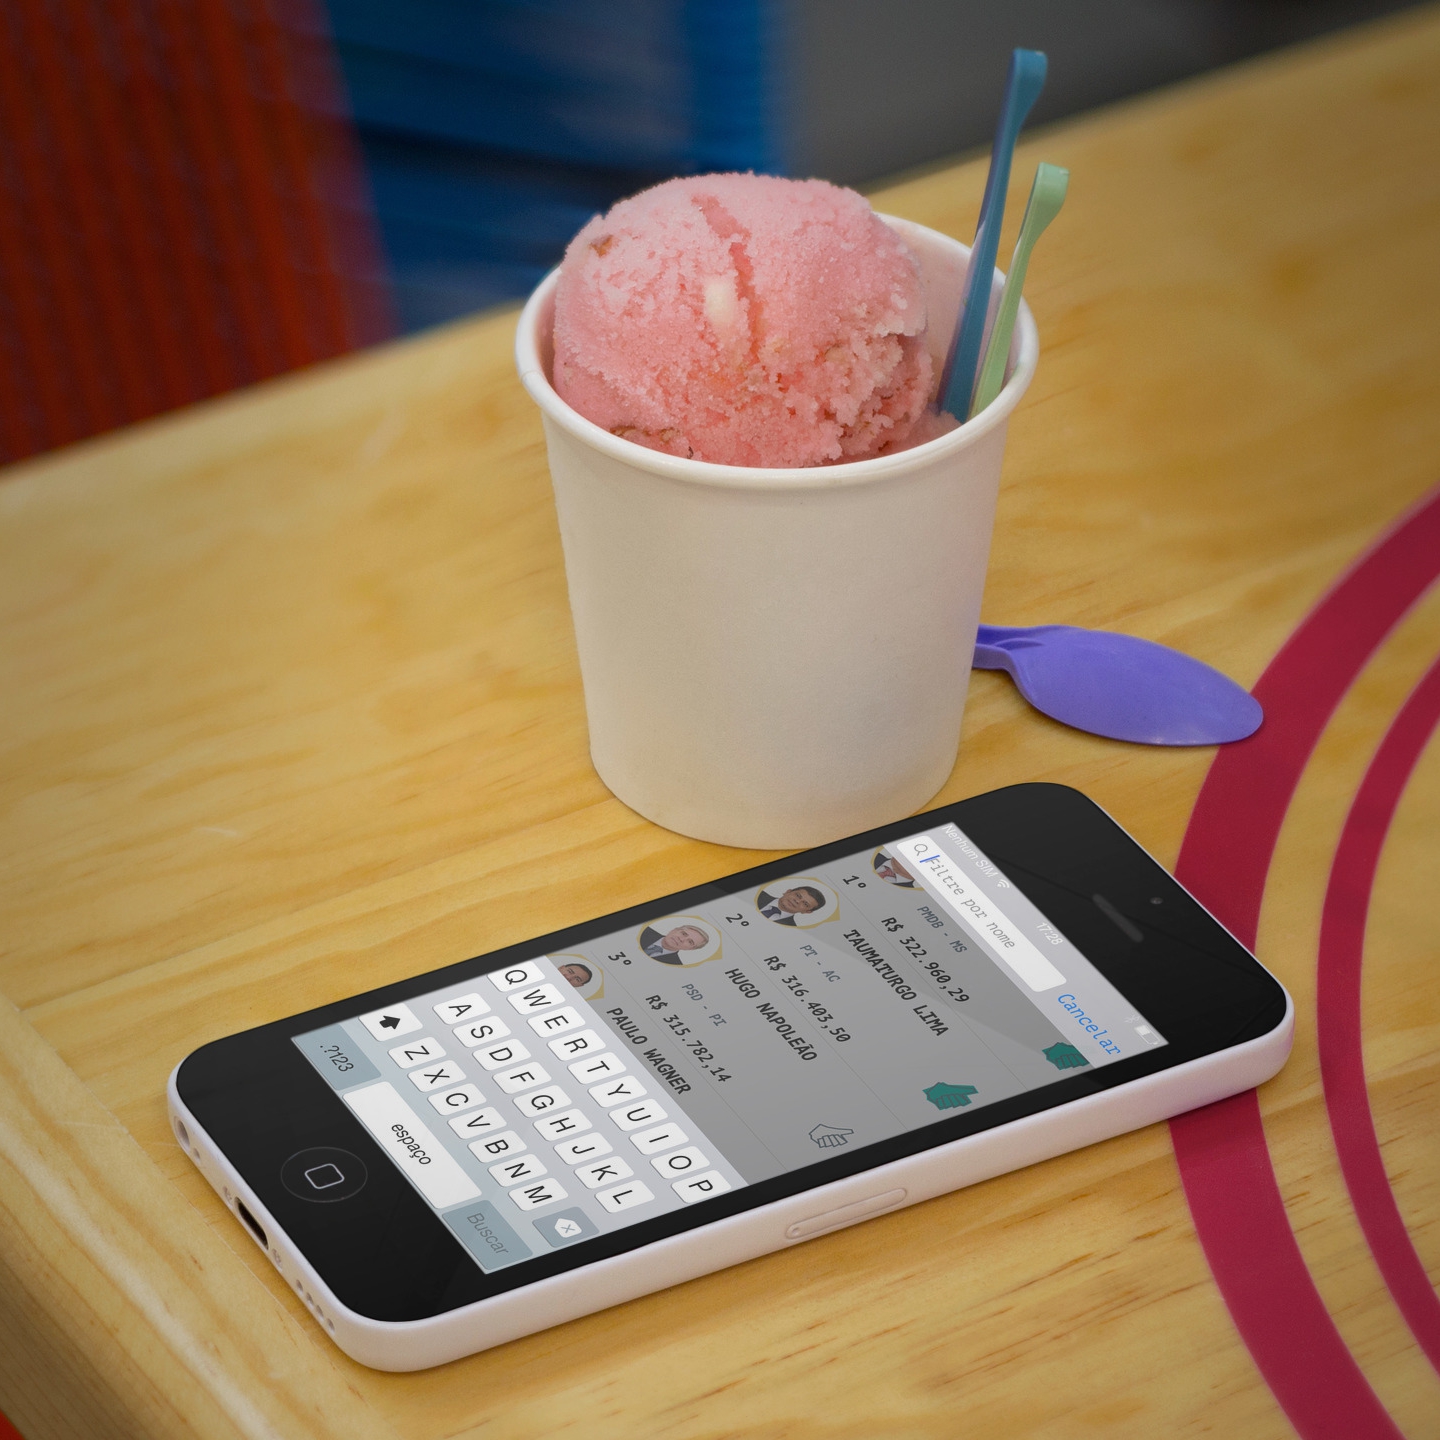 Nenhum SIM
17:28
Filtre por nome
Cancelar
PMDB - MS
R$ 322.960,29
1º
TAUMATURGO LIMA
PT - AC
R$ 316.403,50
2º
HUGO NAPOLEÃO
PSD - PI
R$ 315.782,14
3º
PAULO WAGNER
Q W E R T Y U I O P
A S D F G H J K L
Z X C V B N M
.?123
espaço
Buscar